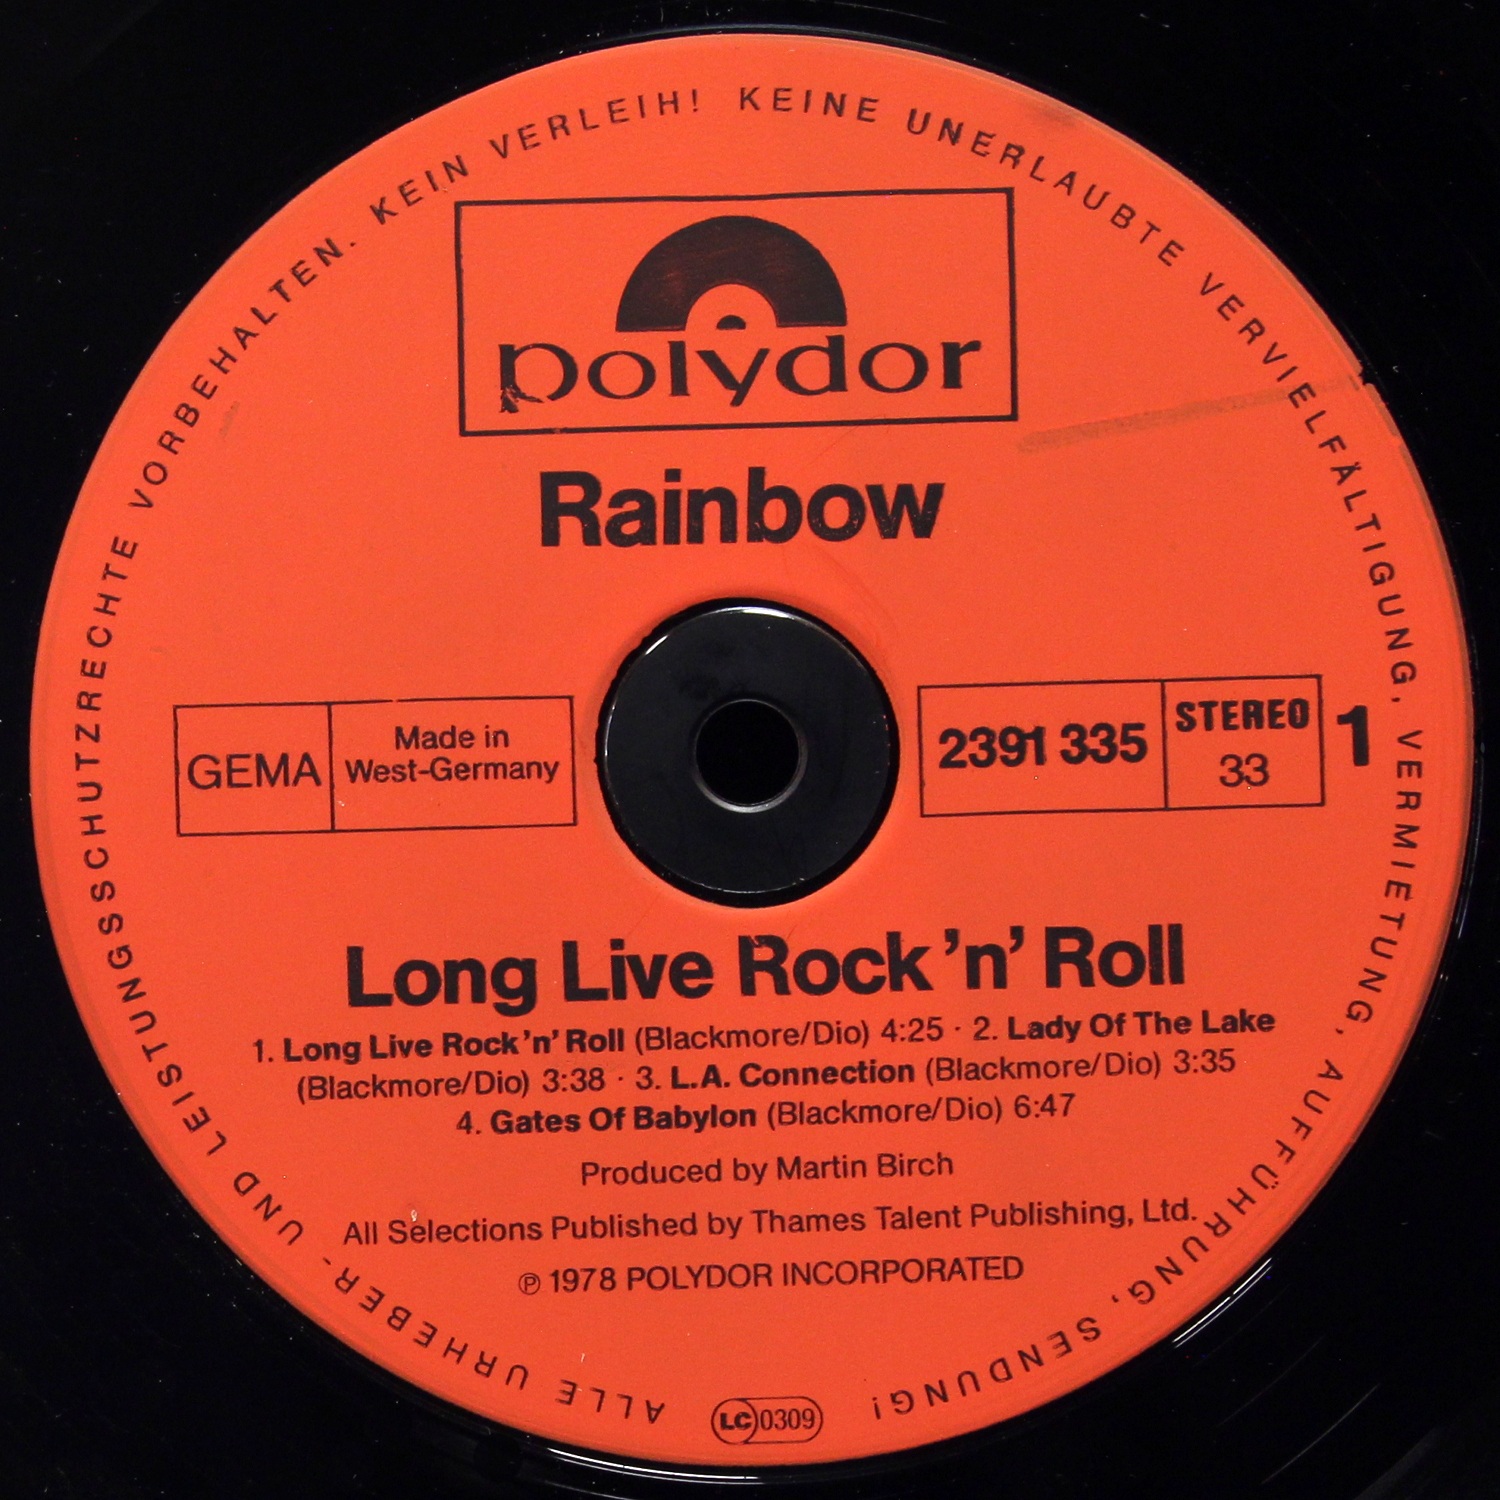 ALLE URHEBER- UND LEISTUNGSSCHUTZRECHTE VORBEHALTEN. KEIN VERLEIH! KEINE UNERLAUBTE VERVIELFÄLTIGUNG, VERMIETUNG, AUFFÜHRUNG, SENDUNG!
polydor
Rainbow
GEMA
Made in
West-Germany
2391 335
STEREO
33
1
Long Live Rock 'n' Roll
1. Long Live Rock 'n' Roll (Blackmore/Dio) 4:25 · 2. Lady Of The Lake
(Blackmore/Dio) 3:38 · 3. L.A. Connection (Blackmore/Dio) 3:35
4. Gates Of Babylon (Blackmore/Dio) 6:47
Produced by Martin Birch
All Selections Published by Thames Talent Publishing, Ltd.
℗ 1978 POLYDOR INCORPORATED
LC 0309